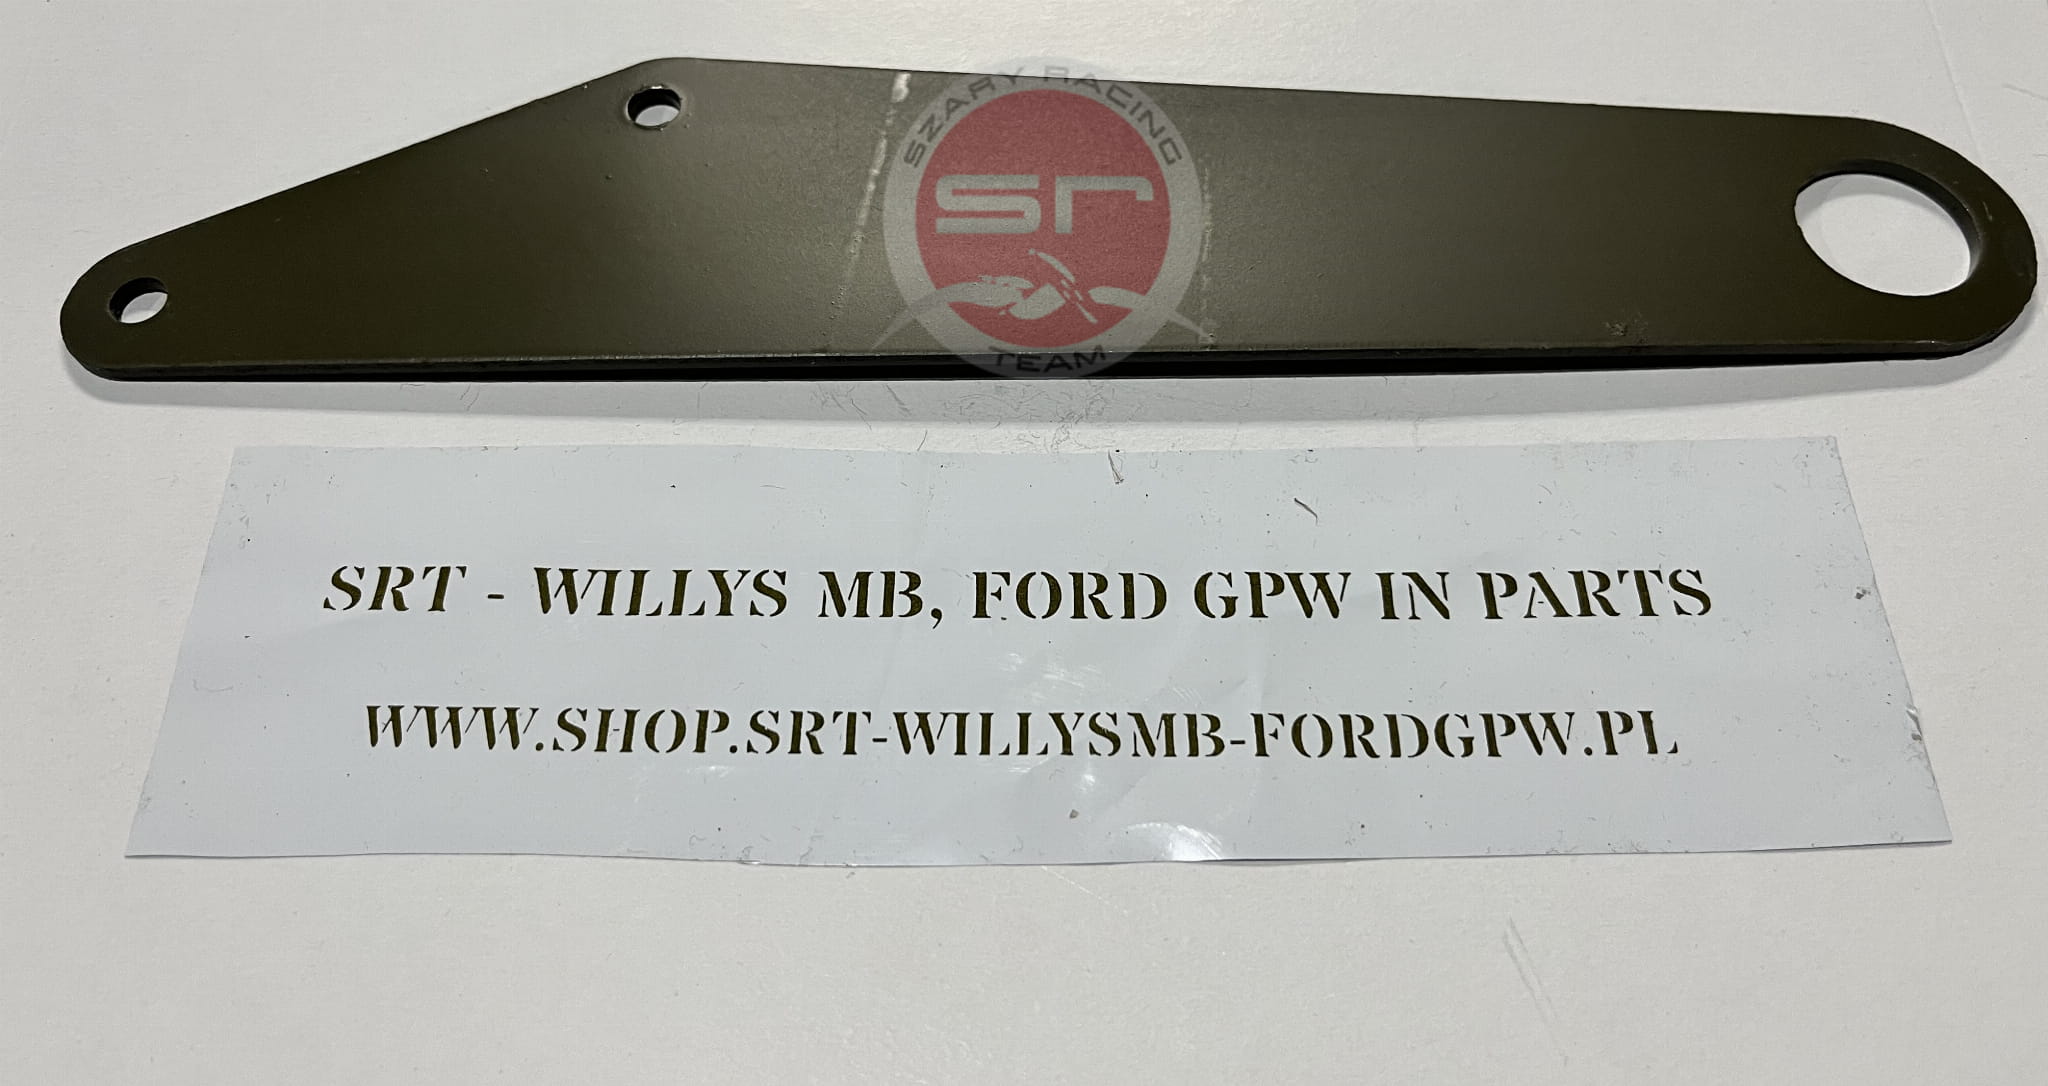 SZARY RACING
sr
TEAM
SRT - WILLYS MB, FORD GPW IN PARTS
WWW.SHOP.SRT-WILLYSMB-FORDGPW.PL